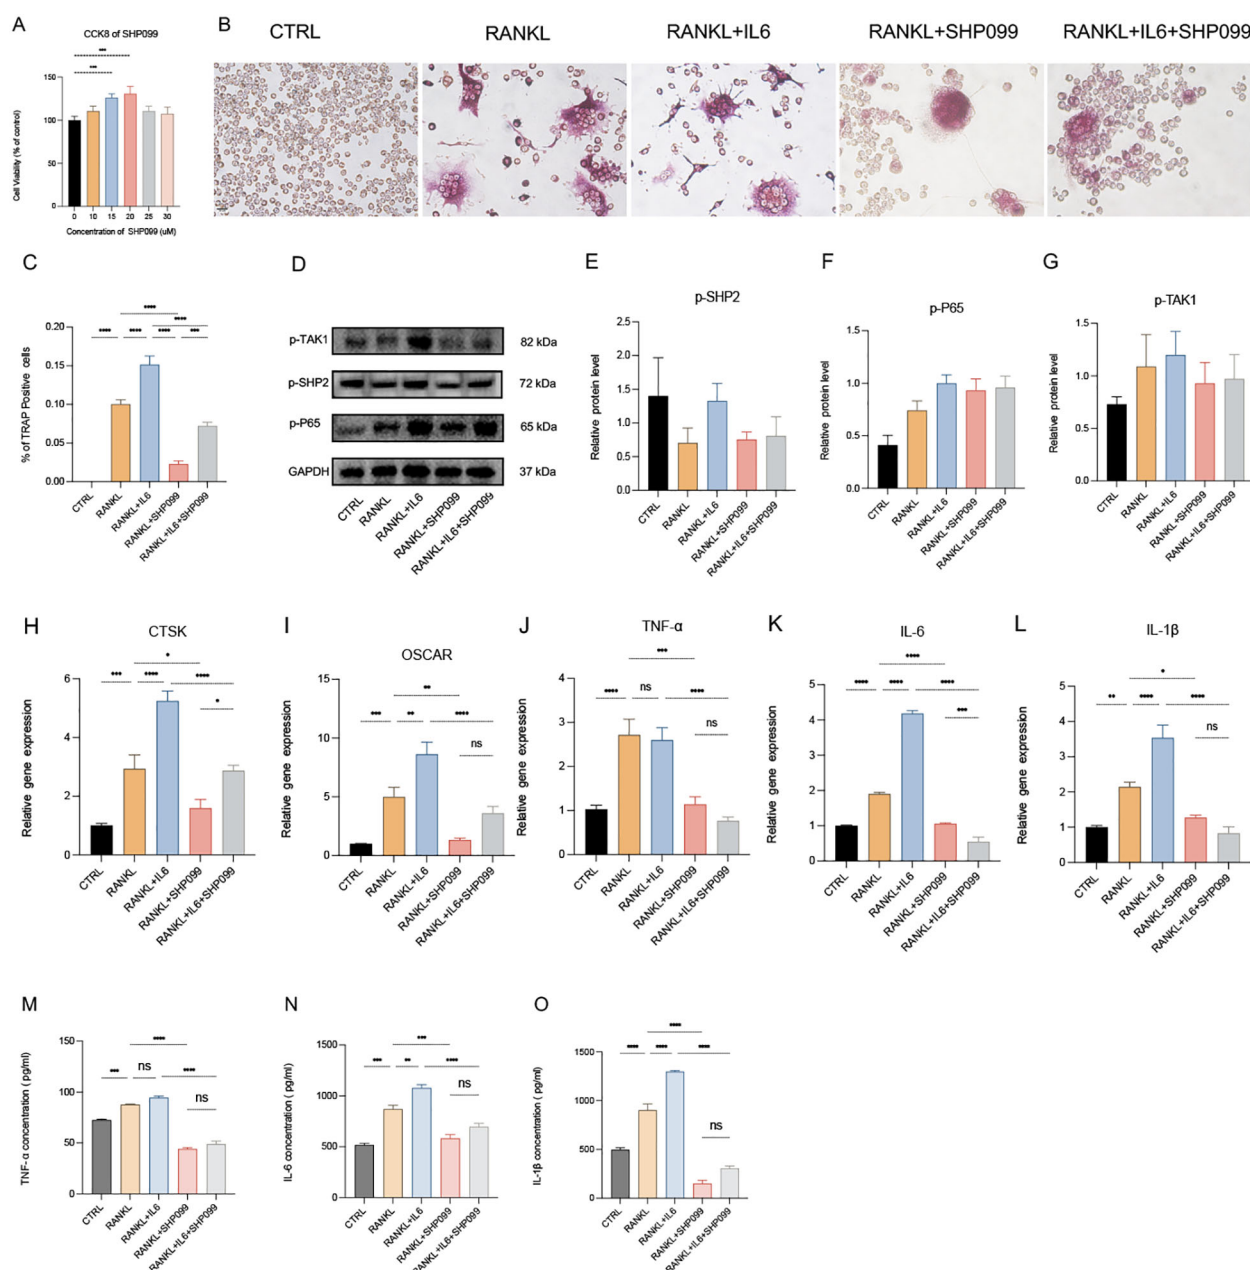 A
CCK8 of SHP099
Cell Viability (% of control)
150
100
50
0
0 10 15 20 25 30
Concentration of SHP099 (uM)
B
CTRL RANKL RANKL+IL6 RANKL+SHP099 RANKL+IL6+SHP099
C
% of TRAP Positive cells
0.20
0.15
0.10
0.05
0.00
CTRL RANKL RANKL+IL6 RANKL+SHP099 RANKL+IL6+SHP099
D
p-TAK1 82 kDa
p-SHP2 72 kDa
p-P65 65 kDa
GAPDH 37 kDa
CTRL RANKL RANKL+IL6 RANKL+SHP099 RANKL+IL6+SHP099
E
p-SHP2
Relative protein level
2.5
2.0
1.5
1.0
0.5
0.0
CTRL RANKL RANKL+IL6 RANKL+SHP099 RANKL+IL6+SHP099
F
p-P65
Relative protein level
1.5
1.0
0.5
0.0
CTRL RANKL RANKL+IL6 RANKL+SHP099 RANKL+IL6+SHP099
G
p-TAK1
Relative protein level
1.5
1.0
0.5
0.0
CTRL RANKL RANKL+IL6 RANKL+SHP099 RANKL+IL6+SHP099
H
CTSK
Relative gene expression
6
4
2
0
CTRL RANKL RANKL+IL6 RANKL+SHP099 RANKL+IL6+SHP099
I
OSCAR
Relative gene expression
ns
10
5
0
CTRL RANKL RANKL+IL6 RANKL+SHP099 RANKL+IL6+SHP099
J
TNF-α
Relative gene expression
ns
ns
4
3
2
1
0
CTRL RANKL RANKL+IL6 RANKL+SHP099 RANKL+IL6+SHP099
K
IL-6
Relative gene expression
5
4
3
2
1
0
CTRL RANKL RANKL+IL6 RANKL+SHP099 RANKL+IL6+SHP099
L
IL-1β
Relative gene expression
ns
5
4
3
2
1
0
CTRL RANKL RANKL+IL6 RANKL+SHP099 RANKL+IL6+SHP099
M
TNF-α concentration ( pg/ml)
ns
ns
150
100
50
0
CTRL RANKL RANKL+IL6 RANKL+SHP099 RANKL+IL6+SHP099
N
IL-6 concentration ( pg/ml)
ns
1500
1000
500
0
CTRL RANKL RANKL+IL6 RANKL+SHP099 RANKL+IL6+SHP099
O
IL-1β concentration ( pg/ml)
ns
1500
1000
500
0
CTRL RANKL RANKL+IL6 RANKL+SHP099 RANKL+IL6+SHP099